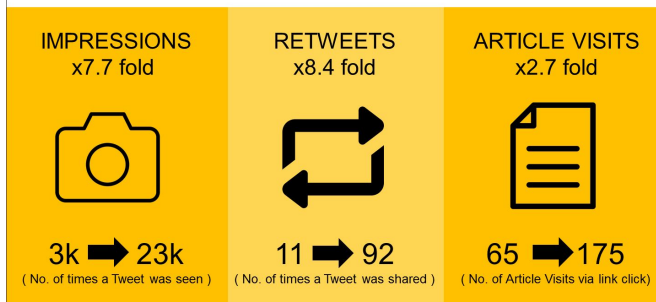 IMPRESSIONS
x7.7 fold
3k 23k
( No. of times a Tweet was seen )
RETWEETS
x8.4 fold
11 92
( No. of times a Tweet was shared )
ARTICLE VISITS
x2.7 fold
65 175
( No. of Article Visits via link click)